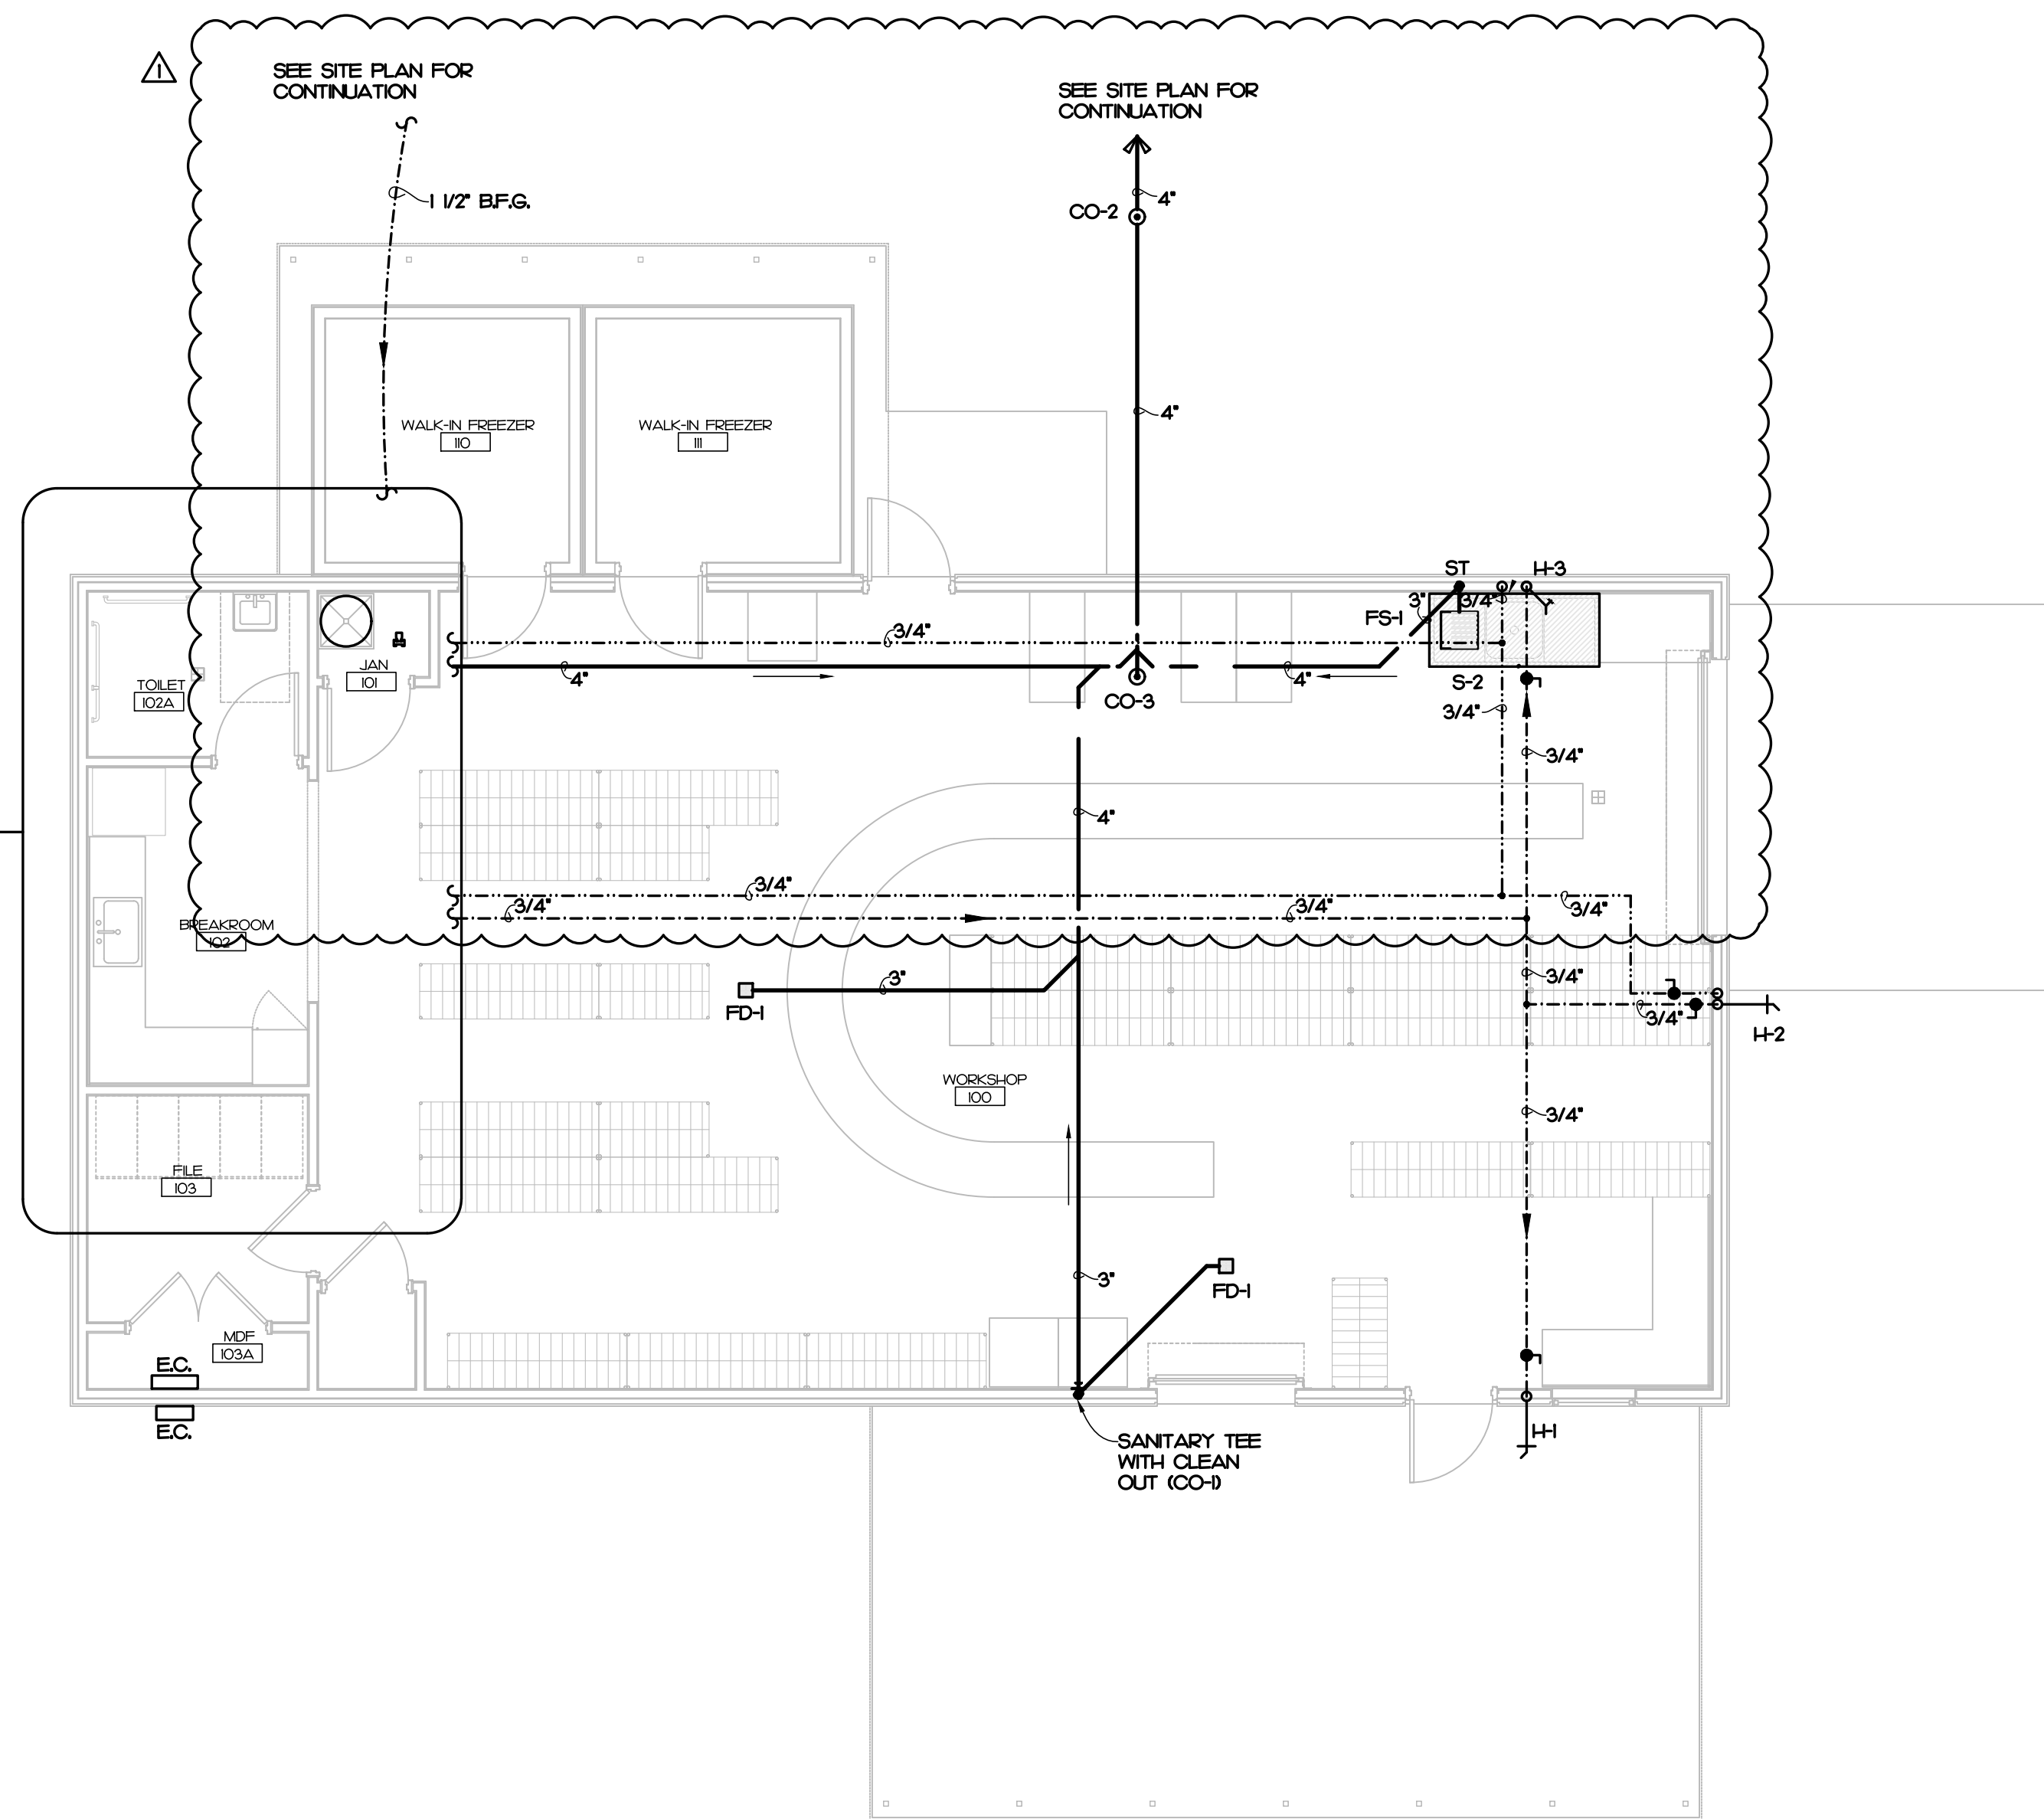 1
SEE SITE PLAN FOR
CONTINUATION
SEE SITE PLAN FOR
CONTINUATION
1 1/2" B.F.G.
4"
CO-2
4"
WALK-IN FREEZER
110
WALK-IN FREEZER
111
ST
H-3
3"
3/4"
FS-1
3/4"
JAN
101
4"
4"
S-2
TOILET
102A
CO-3
3/4"
3/4"
4"
3/4"
3/4"
3/4"
3/4"
BREAKROOM
102
3"
3/4"
FD-1
3/4"
H-2
WORKSHOP
100
3/4"
FILE
103
3"
FD-1
MDF
103A
E.C.
E.C.
H-1
SANITARY TEE
WITH CLEAN
OUT (CO-1)